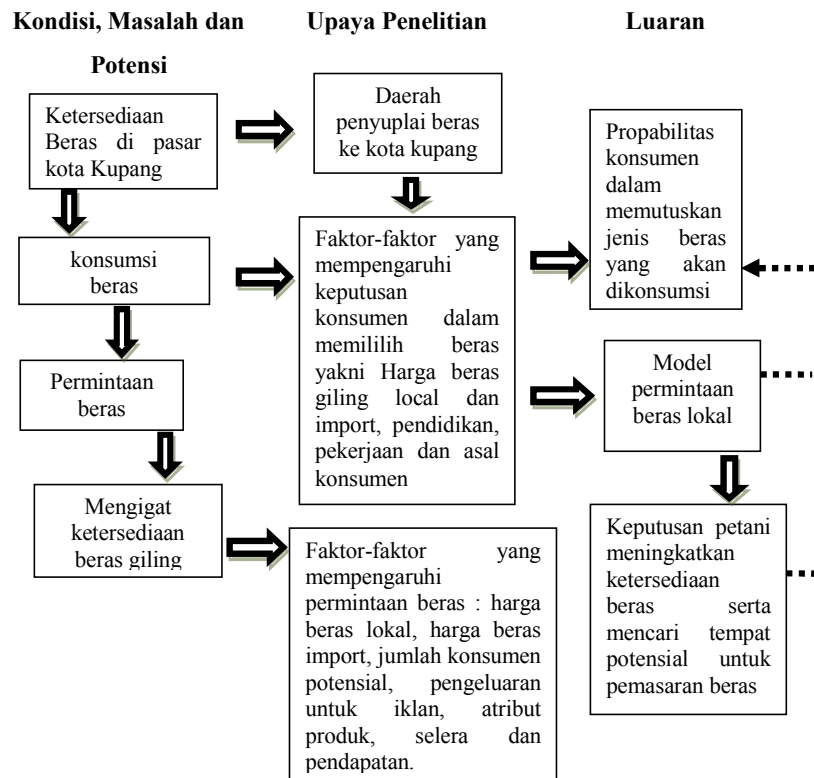 Kondisi, Masalah dan
Potensi
Upaya Penelitian
Luaran
Ketersediaan
Beras di pasar
kota Kupang
konsumsi
beras
Permintaan
beras
Mengigat
ketersediaan
beras giling
Daerah
penyuplai beras
ke kota kupang
Faktor-faktor yang
mempengaruhi
keputusan
konsumen dalam
memililih beras
yakni Harga beras
giling local dan
import, pendidikan,
pekerjaan dan asal
konsumen
Faktor-faktor yang
mempengaruhi
permintaan beras : harga
beras lokal, harga beras
import, jumlah konsumen
potensial, pengeluaran
untuk iklan, atribut
produk, selera dan
pendapatan.
Propabilitas
konsumen
dalam
memutuskan
jenis beras
yang akan
dikonsumsi
Model
permintaan
beras lokal
Keputusan petani
meningkatkan
ketersediaan
beras serta
mencari tempat
potensial untuk
pemasaran beras